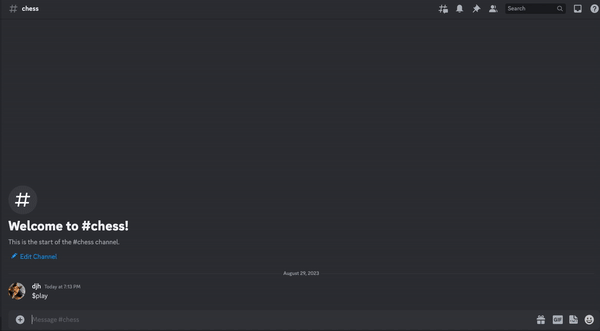 # chess
Search
#
Welcome to #chess!
This is the start of the #chess channel.
Edit Channel
August 29, 2023
djh Today at 7:13 PM
$play
Message #chess
GIF